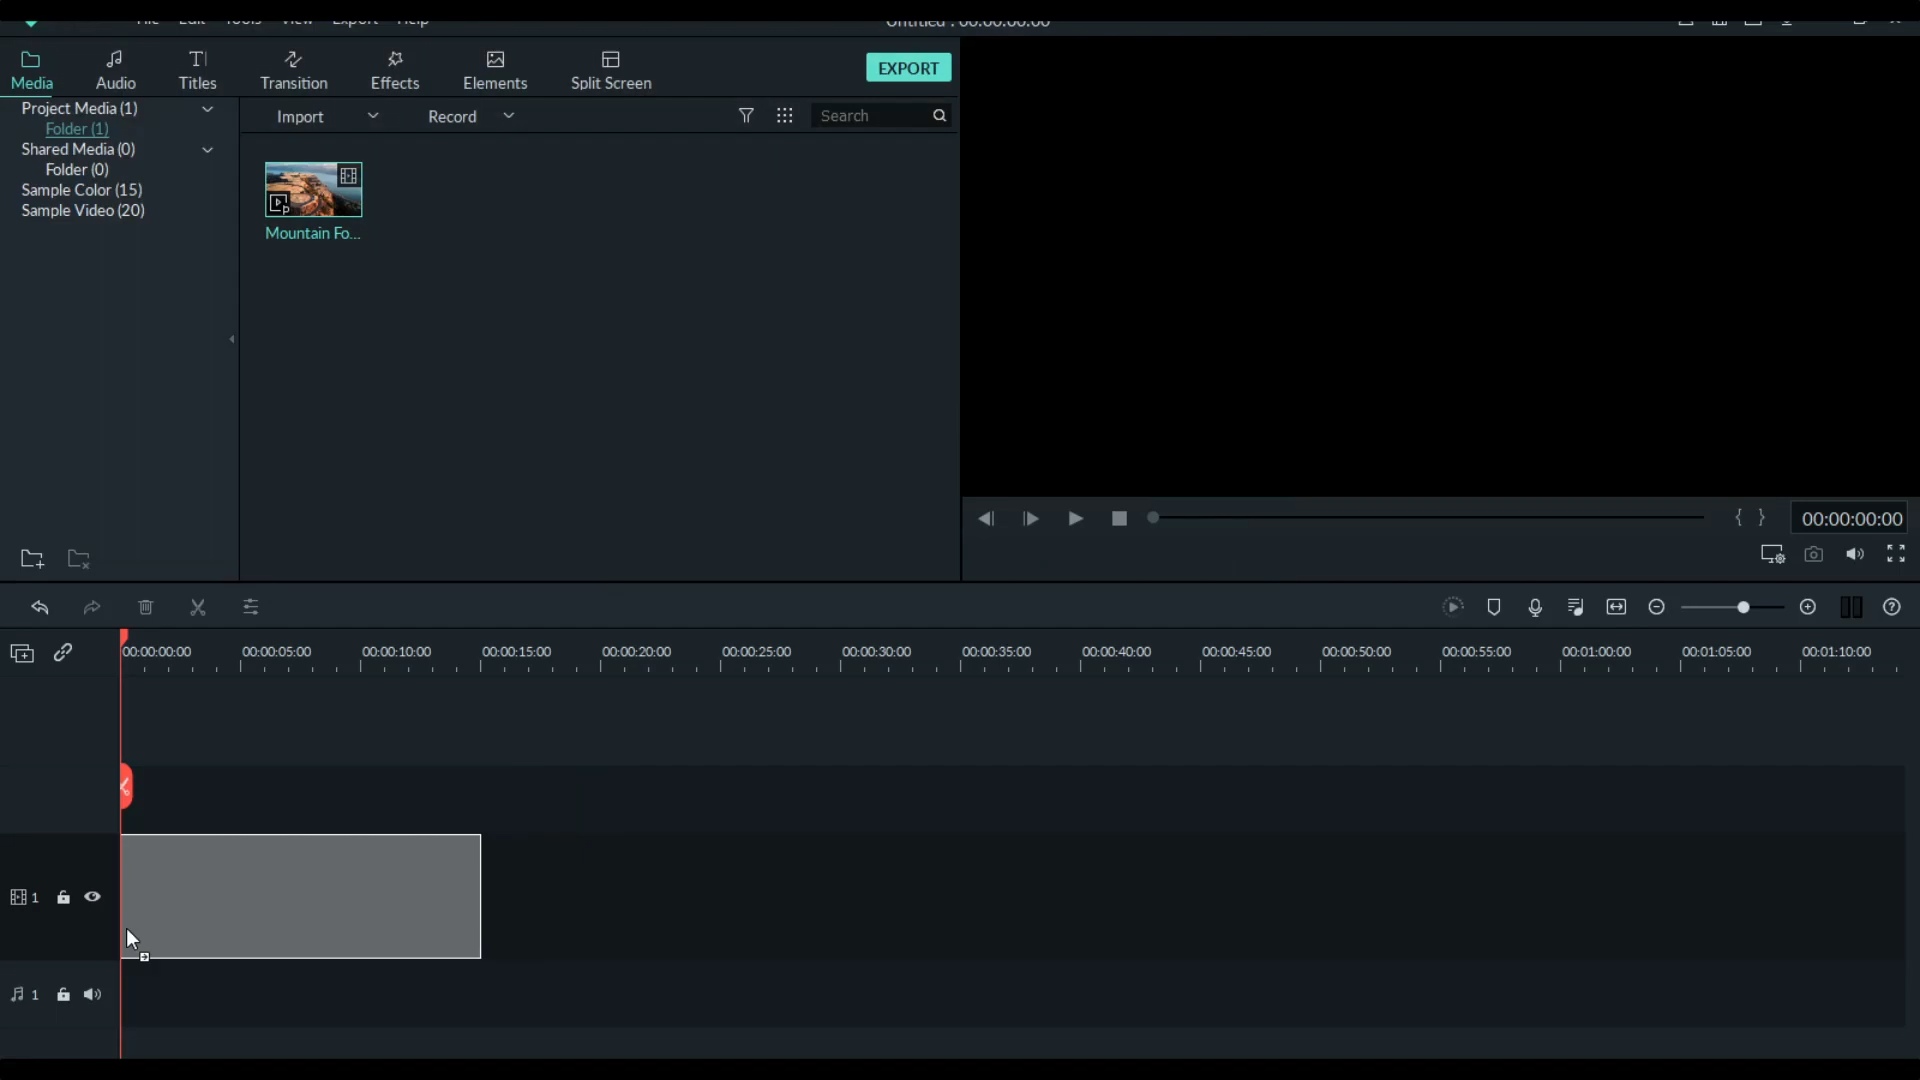 File Edit Tools View Export Help
Untitled : 00:00:00:00
Media Audio Titles Transition Effects Elements Split Screen
EXPORT
Project Media (1)
Folder (1)
Shared Media (0)
Folder (0)
Sample Color (15)
Sample Video (20)
Import Record Search
Mountain Fo...
{ } 00:00:00:00
00:00:00:00 00:00:05:00 00:00:10:00 00:00:15:00 00:00:20:00 00:00:25:00 00:00:30:00 00:00:35:00 00:00:40:00 00:00:45:00 00:00:50:00 00:00:55:00 00:01:00:00 00:01:05:00 00:01:10:00
1
1